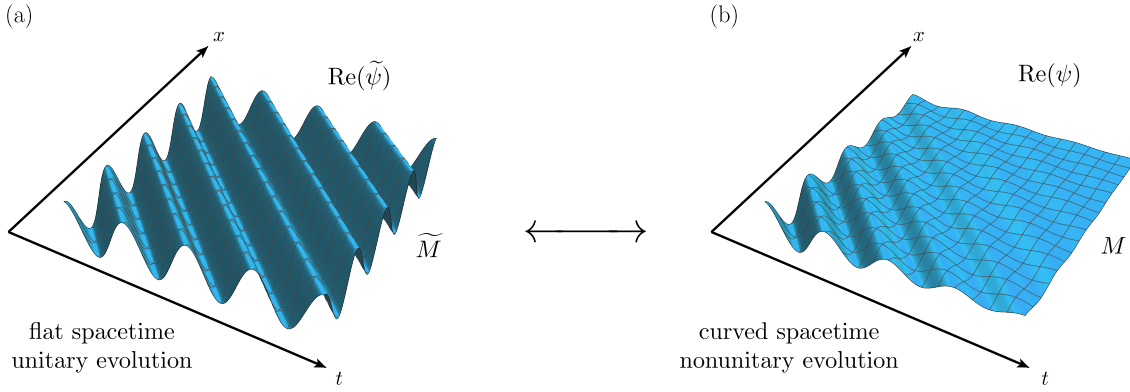 (a)
x
Re(ψ̃)
M̃
flat spacetime
unitary evolution
t
(b)
x
Re(ψ)
M
curved spacetime
nonunitary evolution
t